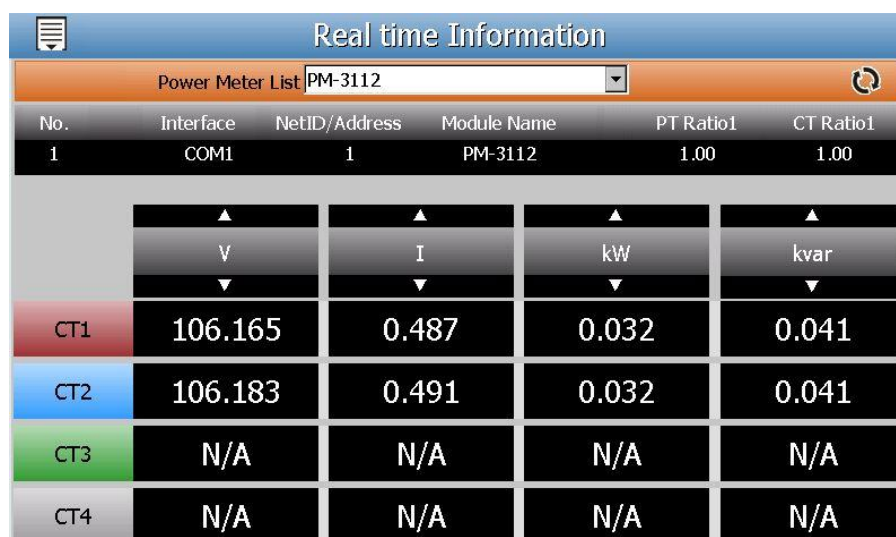 Real time Information
Power Meter List PM-3112
No. Interface NetID/Address Module Name PT Ratio1 CT Ratio1
1 COM1 1 PM-3112 1.00 1.00
V I kW kvar
CT1 106.165 0.487 0.032 0.041
CT2 106.183 0.491 0.032 0.041
CT3 N/A N/A N/A N/A
CT4 N/A N/A N/A N/A